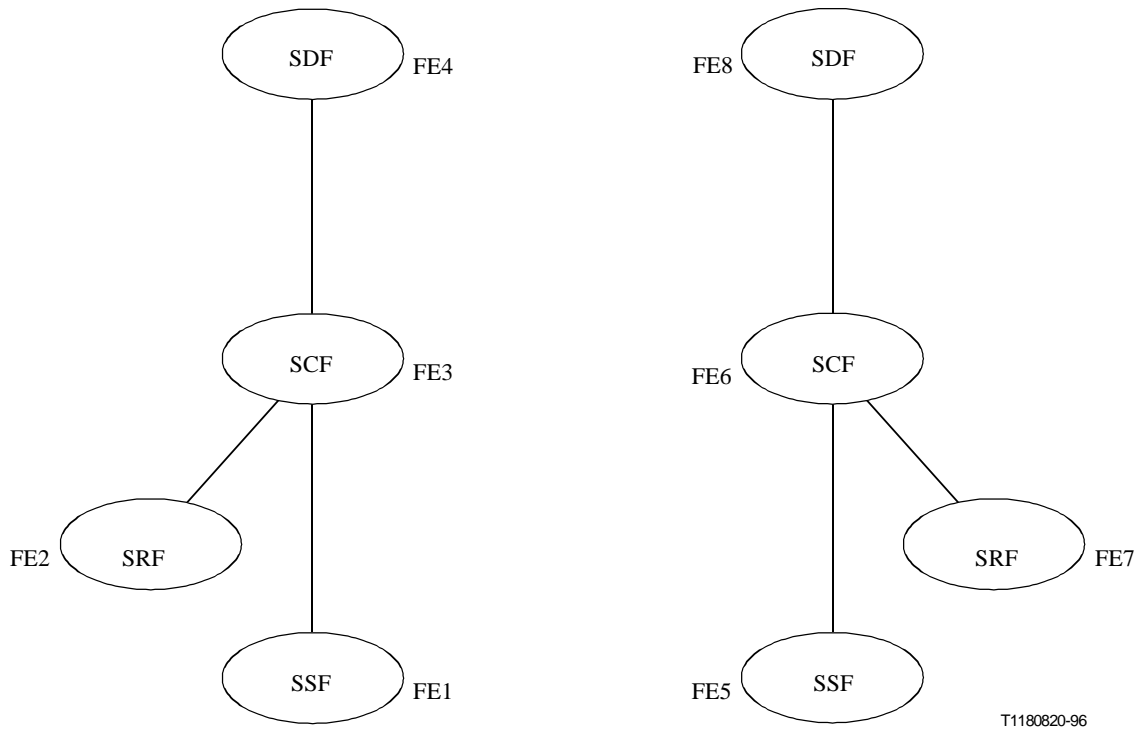 SDF FE4 FE8 SDF
SCF FE3 FE6 SCF
FE2 SRF SRF FE7
SSF FE1 FE5 SSF
T1180820-96